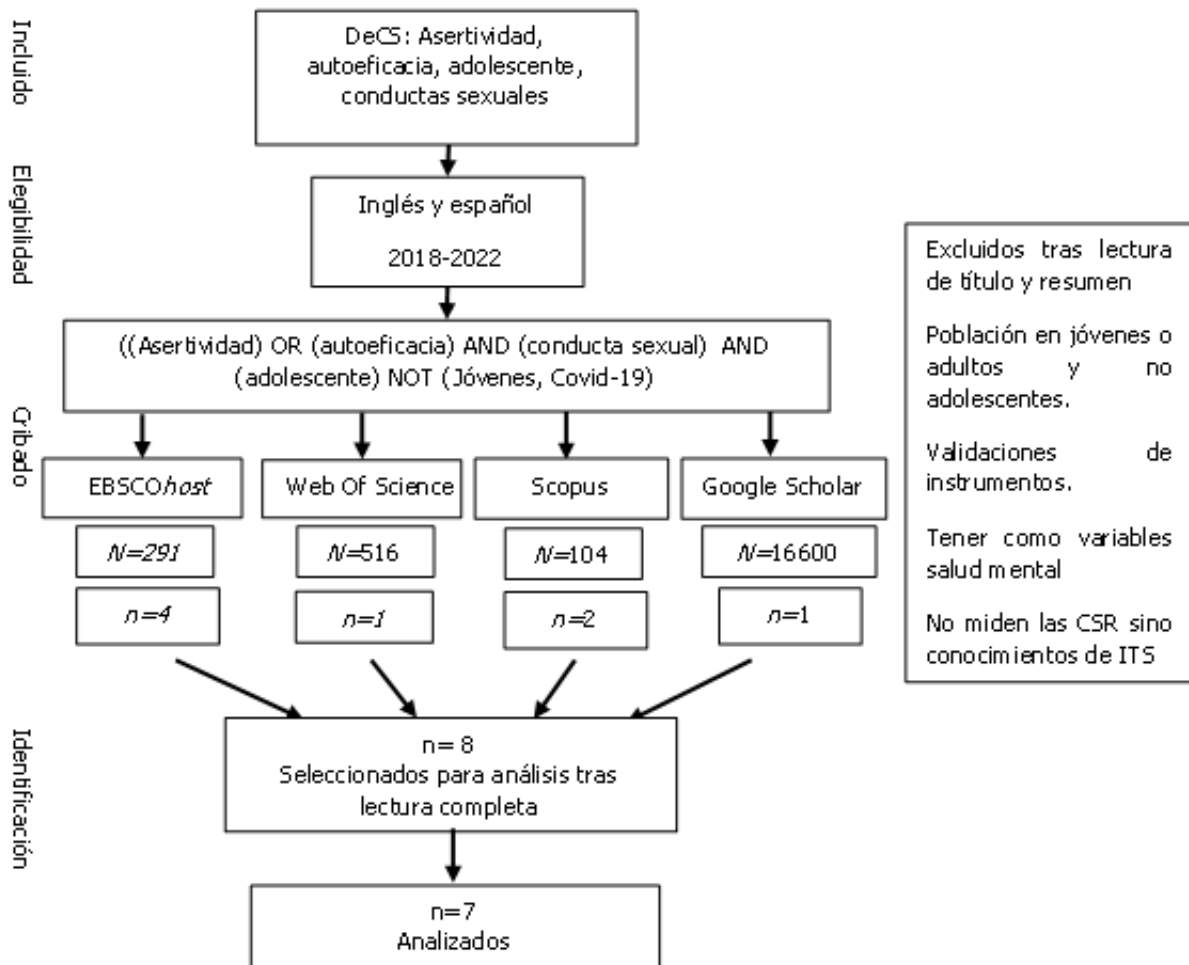 Incluido
DeCS: Asertividad,
autoeficacia, adolescente,
conductas sexuales
Elegibilidad
Inglés y español
2018-2022
((Asertividad) OR (autoeficacia) AND (conducta sexual) AND
(adolescente) NOT (Jóvenes, Covid-19)
Cribado
EBSCOhost
Web Of Science
Scopus
Google Scholar
N=291
N=516
N=104
N=16600
n=4
n=1
n=2
n=1
Identificación
n= 8
Seleccionados para análisis tras
lectura completa
n=7
Analizados
Excluidos tras lectura
de título y resumen
Población en jóvenes o
adultos y no
adolescentes.
Validaciones de
instrumentos.
Tener como variables
salud mental
No miden las CSR sino
conocimientos de ITS